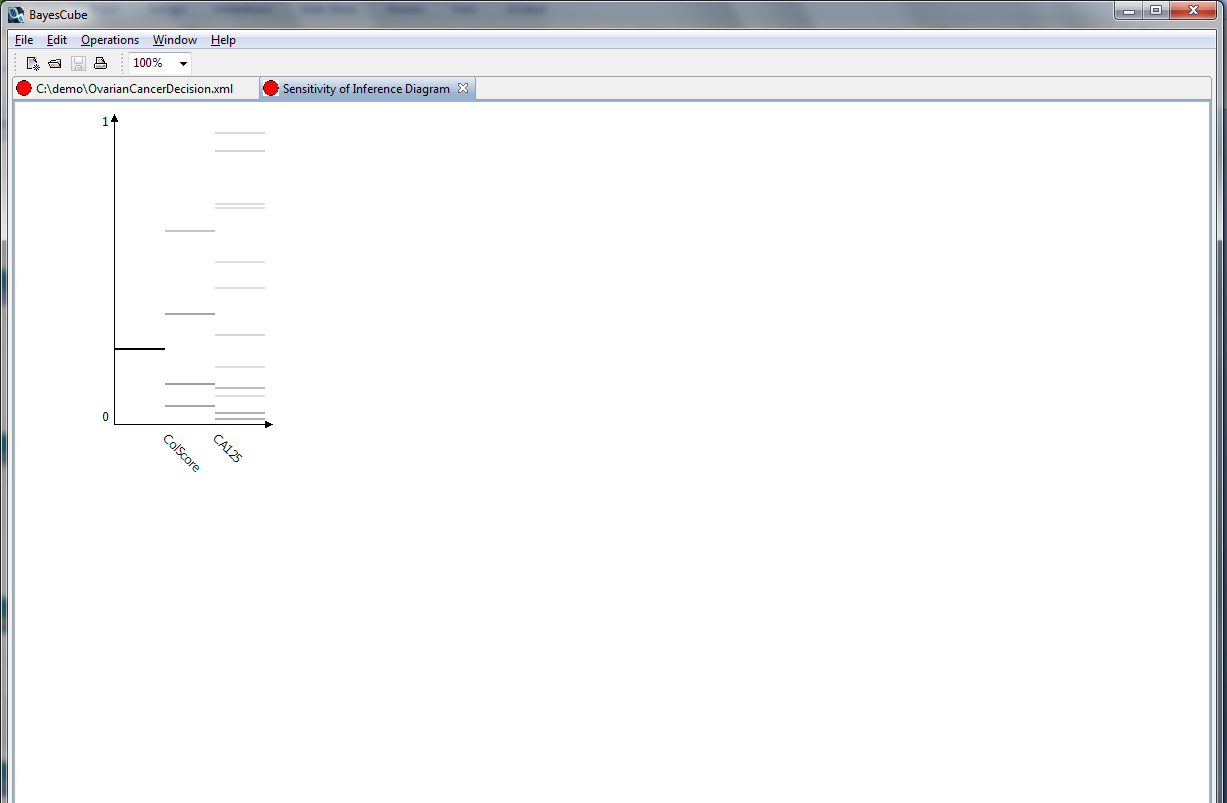 BayesCube
File Edit Operations Window Help
100%
C:\demo\OvarianCancerDecision.xml Sensitivity of Inference Diagram
1
0
ColScore CA125